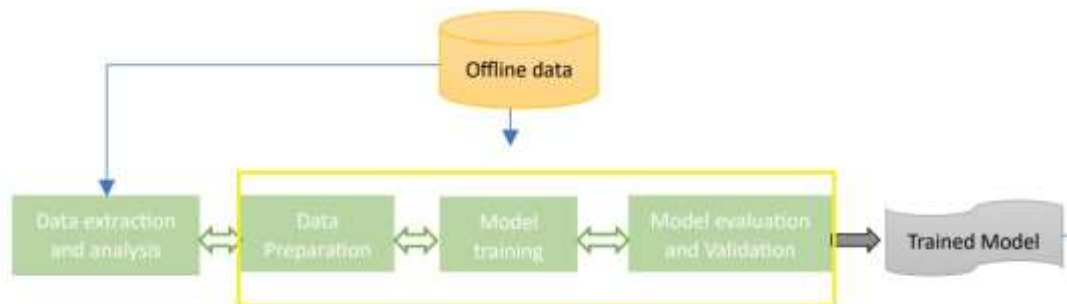 Offline data
Data extraction
and analysis
Data
Preparation
Model
training
Model evaluation
and Validation
Trained Model